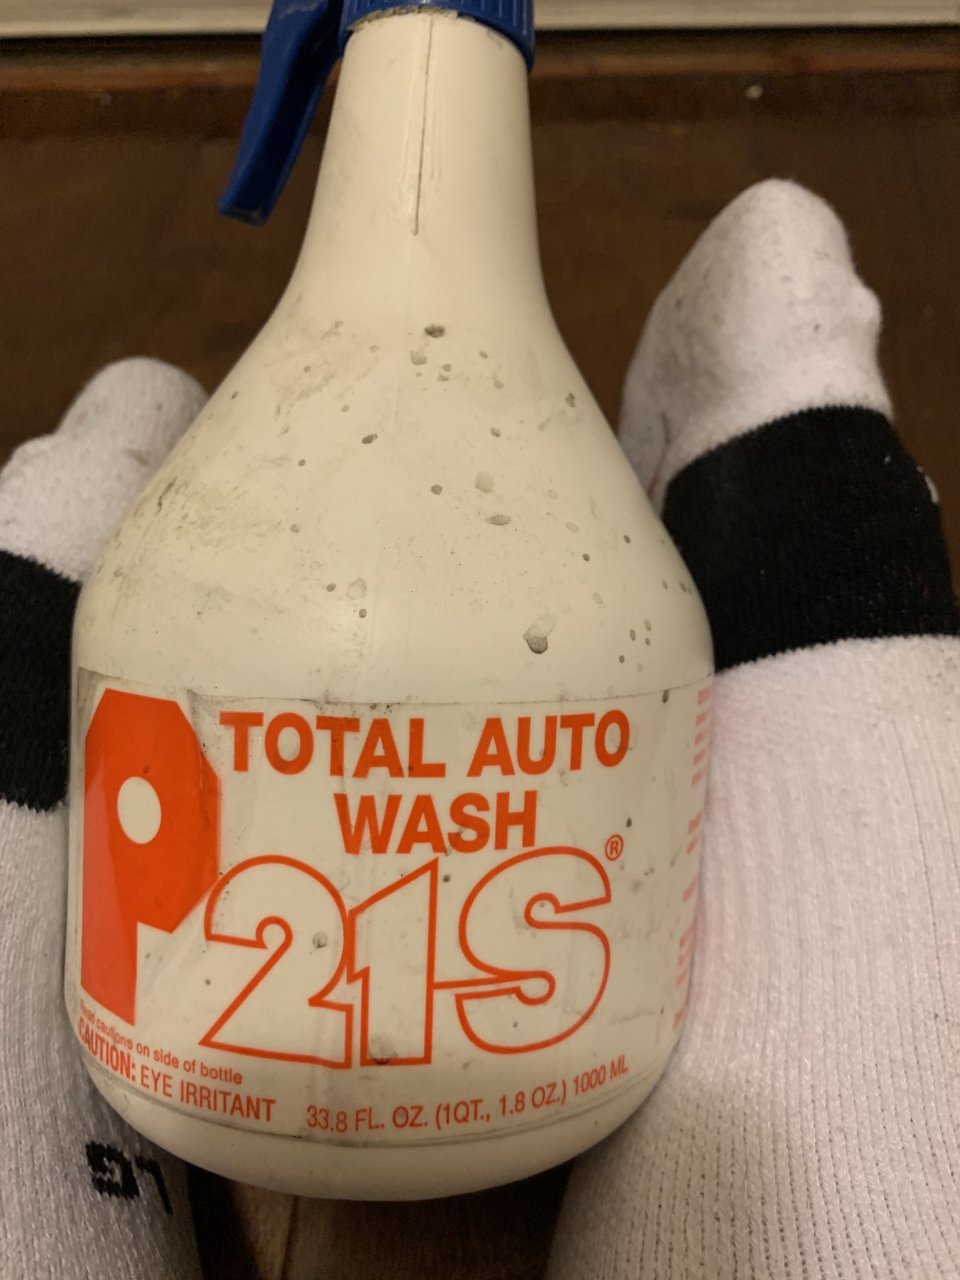 TOTAL AUTO
WASH
P21S®
Read cautions on side of bottle
CAUTION: EYE IRRITANT
33.8 FL. OZ. (1QT., 1.8 OZ.) 1000 ML